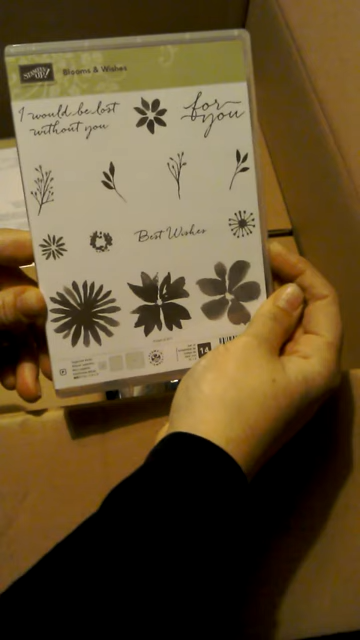 STAMPIN' UP!
Blooms & Wishes
I would be lost
without you
for
you
Best Wishes
14